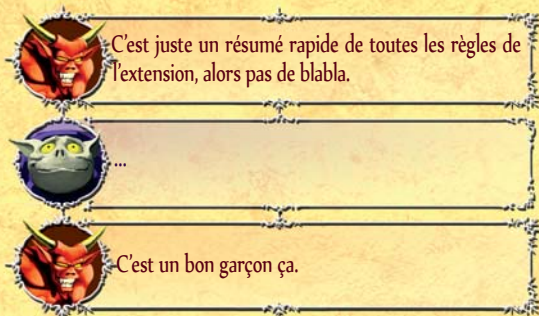 C'est juste un résumé rapide de toutes les règles de
l'extension, alors pas de blabla.
...
C'est un bon garçon ça.